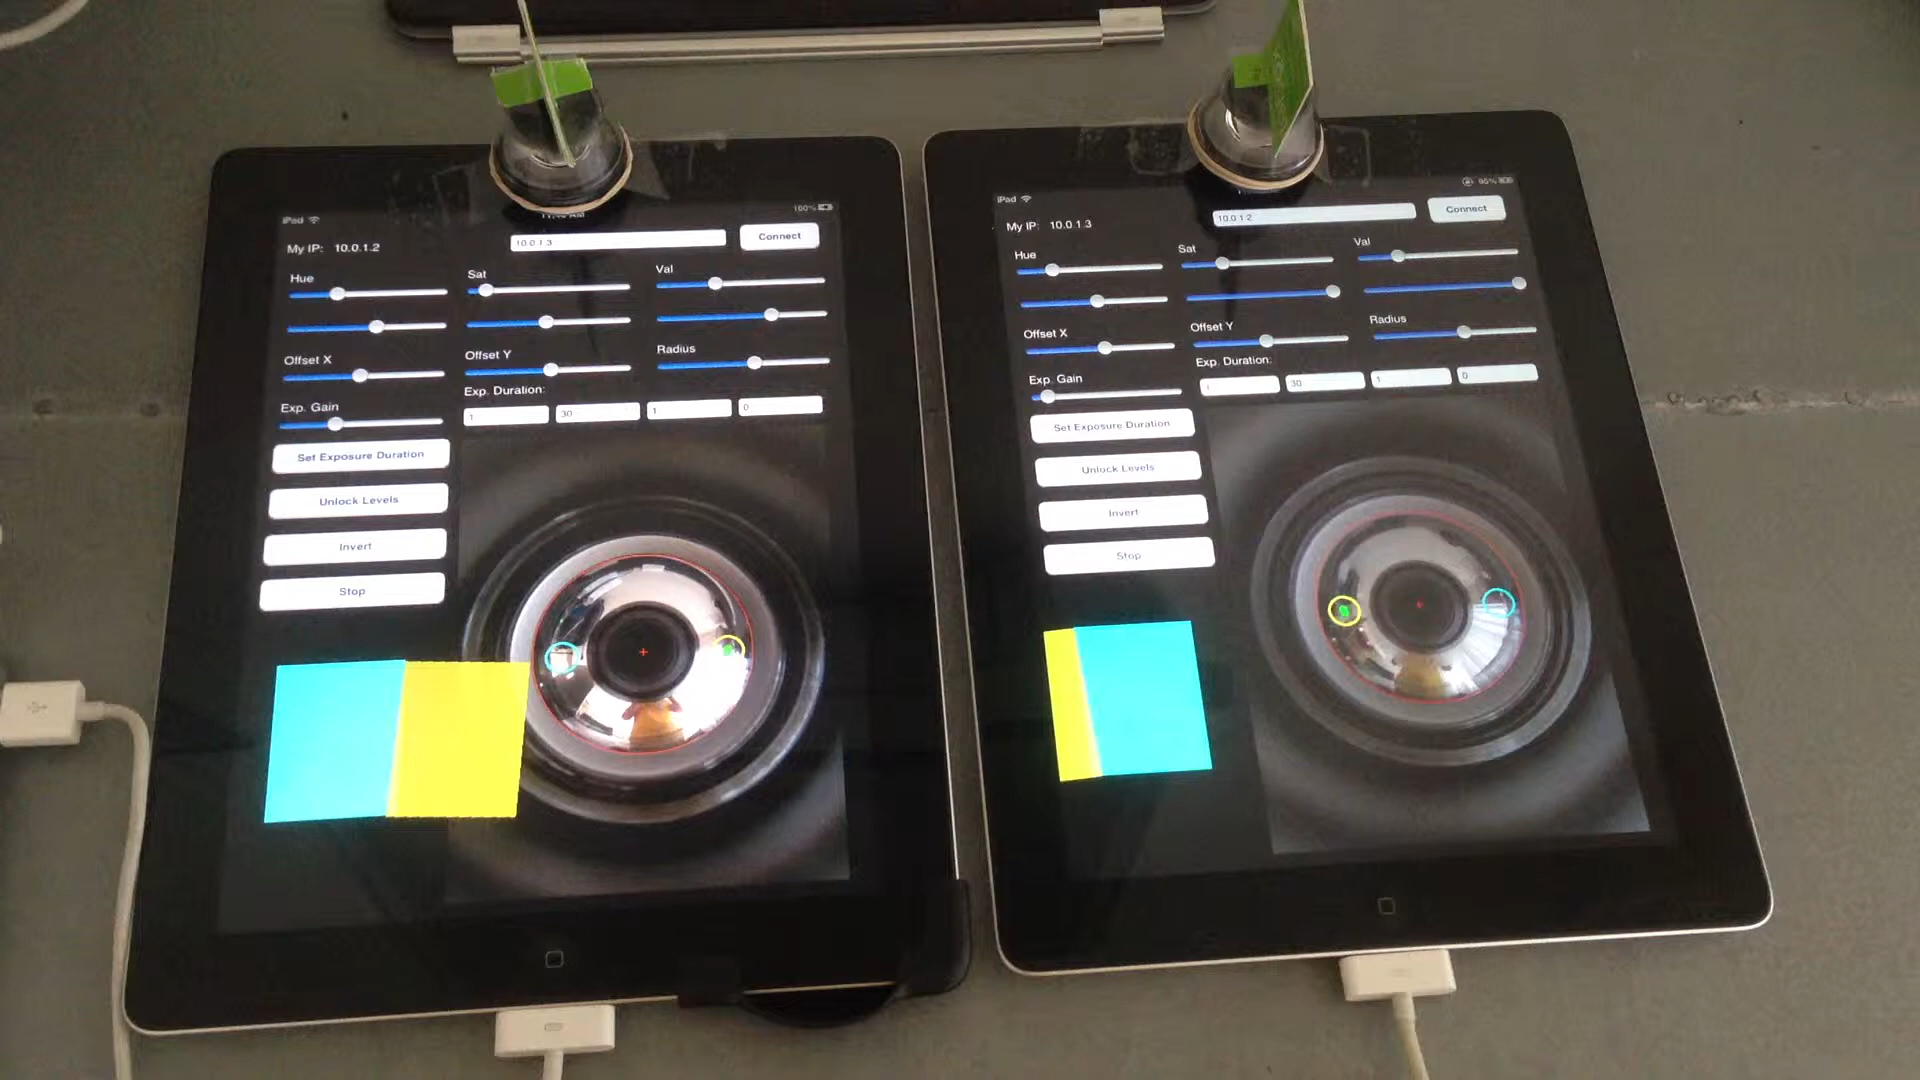 iPad
100%
My IP: 10.0.1.2
10.0.1.3
Connect
Hue
Sat
Val
Offset X
Offset Y
Radius
Exp. Gain
Exp. Duration:
1
30
1
0
Set Exposure Duration
Unlock Levels
Invert
Stop
iPad
95%
My IP: 10.0.1.3
10.0.1.2
Connect
Hue
Sat
Val
Offset X
Offset Y
Radius
Exp. Gain
Exp. Duration:
1
30
1
0
Set Exposure Duration
Unlock Levels
Invert
Stop